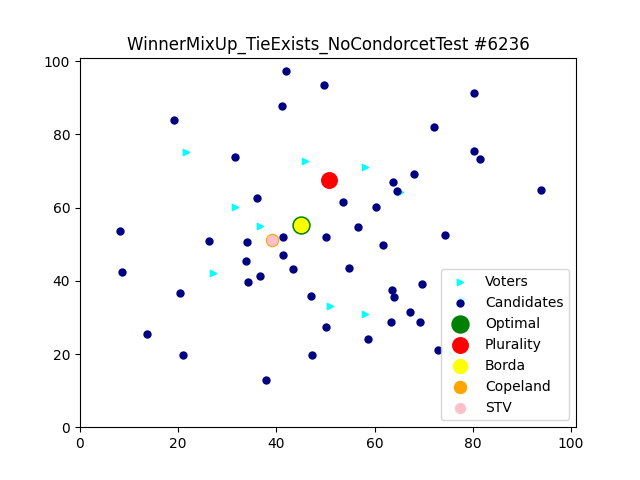 WinnerMixUp_TieExists_NoCondorcetTest #6236
100
80
60
40
20
0
0 20 40 60 80 100
Voters
Candidates
Optimal
Plurality
Borda
Copeland
STV